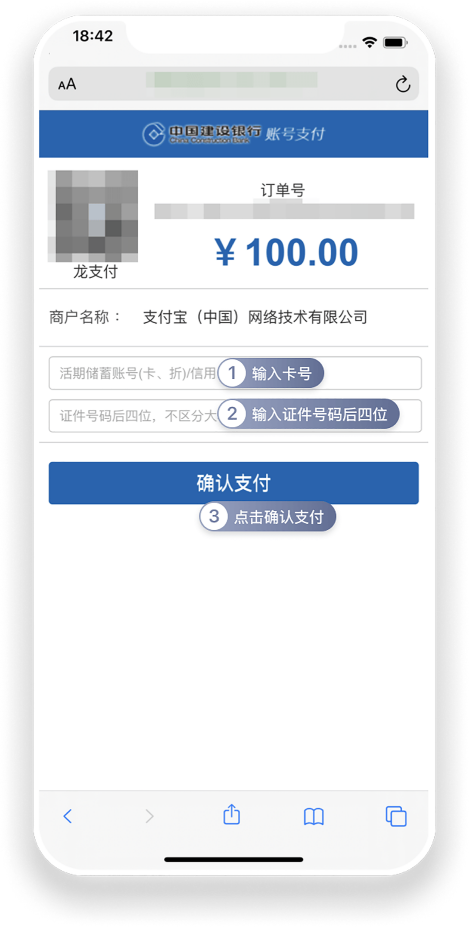 18:42
AA
中国建设银行 账号支付
China Construction Bank
订单号
¥100.00
龙支付
商户名称： 支付宝（中国）网络技术有限公司
活期储蓄账号(卡、折)/信用 1 输入卡号
证件号码后四位，不区分大 2 输入证件号码后四位
确认支付
3 点击确认支付